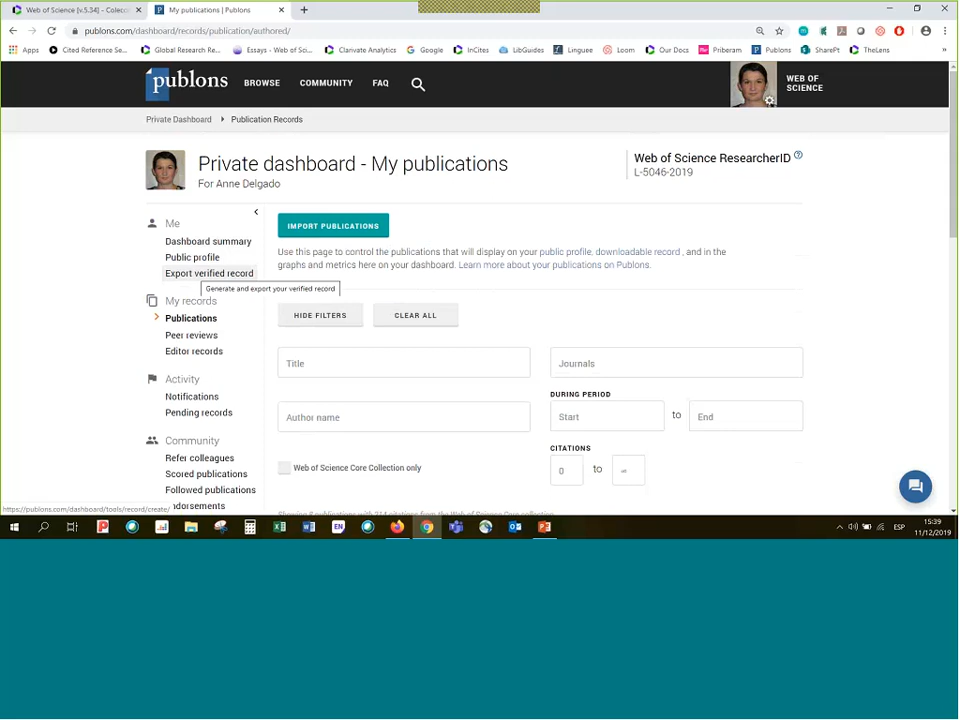 Web of Science [v.5.34] - Colecc
My publications | Publons
publons.com/dashboard/records/publication/authored/
Apps
Cited Reference Se...
Global Research Re...
Essays - Web of Sci...
Clarivate Analytics
Google
InCites
LibGuides
Linguee
Loom
Our Docs
Priberam
Publons
SharePt
TheLens
publons
BROWSE
COMMUNITY
FAQ
WEB OF
SCIENCE
Private Dashboard
Publication Records
Private dashboard - My publications
For Anne Delgado
Web of Science ResearcherID
L-5046-2019
Me
Dashboard summary
Public profile
Export verified record
Generate and export your verified record
My records
Publications
Peer reviews
Editor records
Activity
Notifications
Pending records
Community
Refer colleagues
Scored publications
Followed publications
IMPORT PUBLICATIONS
Use this page to control the publications that will display on your public profile, downloadable record , and in the
graphs and metrics here on your dashboard. Learn more about your publications on Publons.
HIDE FILTERS
CLEAR ALL
Title
Journals
DURING PERIOD
Author name
Start
to
End
CITATIONS
Web of Science Core Collection only
0
to
∞
https://publons.com/dashboard/tools/record/create/
EN
ESP
15:39
11/12/2019